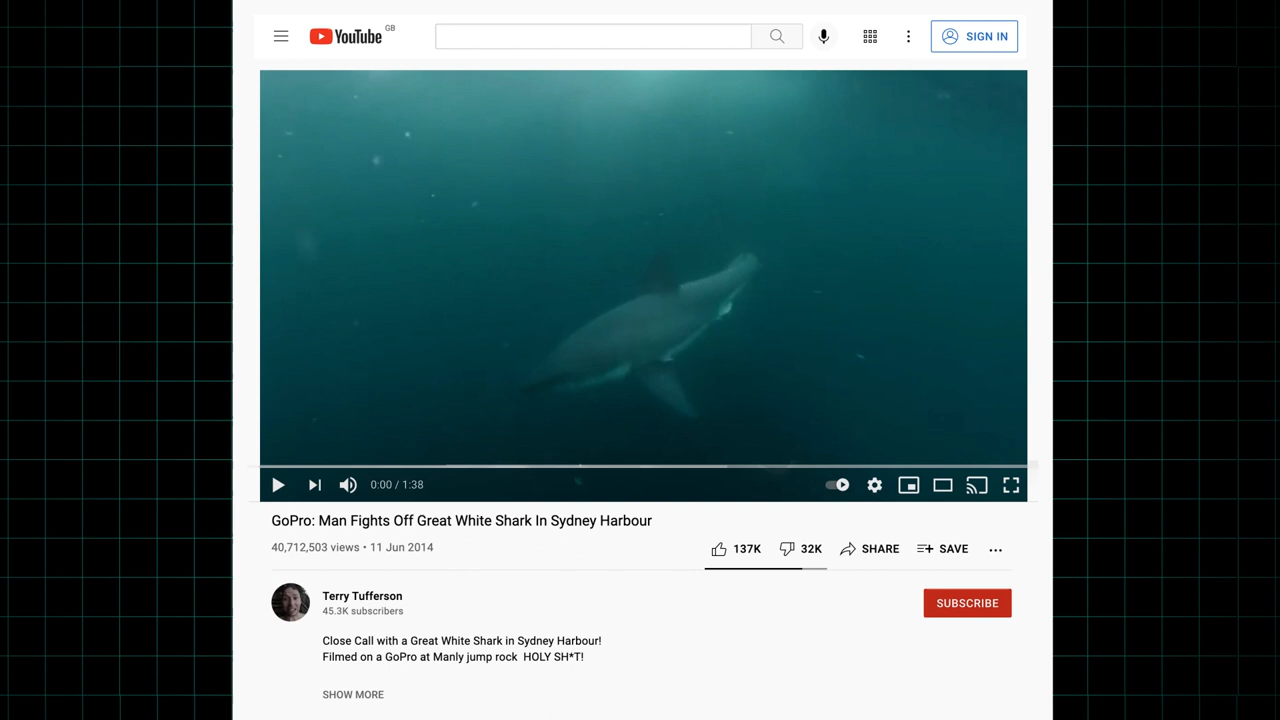 YouTube GB
SIGN IN
0:00 / 1:38
GoPro: Man Fights Off Great White Shark In Sydney Harbour
40,712,503 views • 11 Jun 2014
137K
32K
SHARE
SAVE
Terry Tufferson
45.3K subscribers
SUBSCRIBE
Close Call with a Great White Shark in Sydney Harbour!
Filmed on a GoPro at Manly jump rock  HOLY SH*T!
SHOW MORE